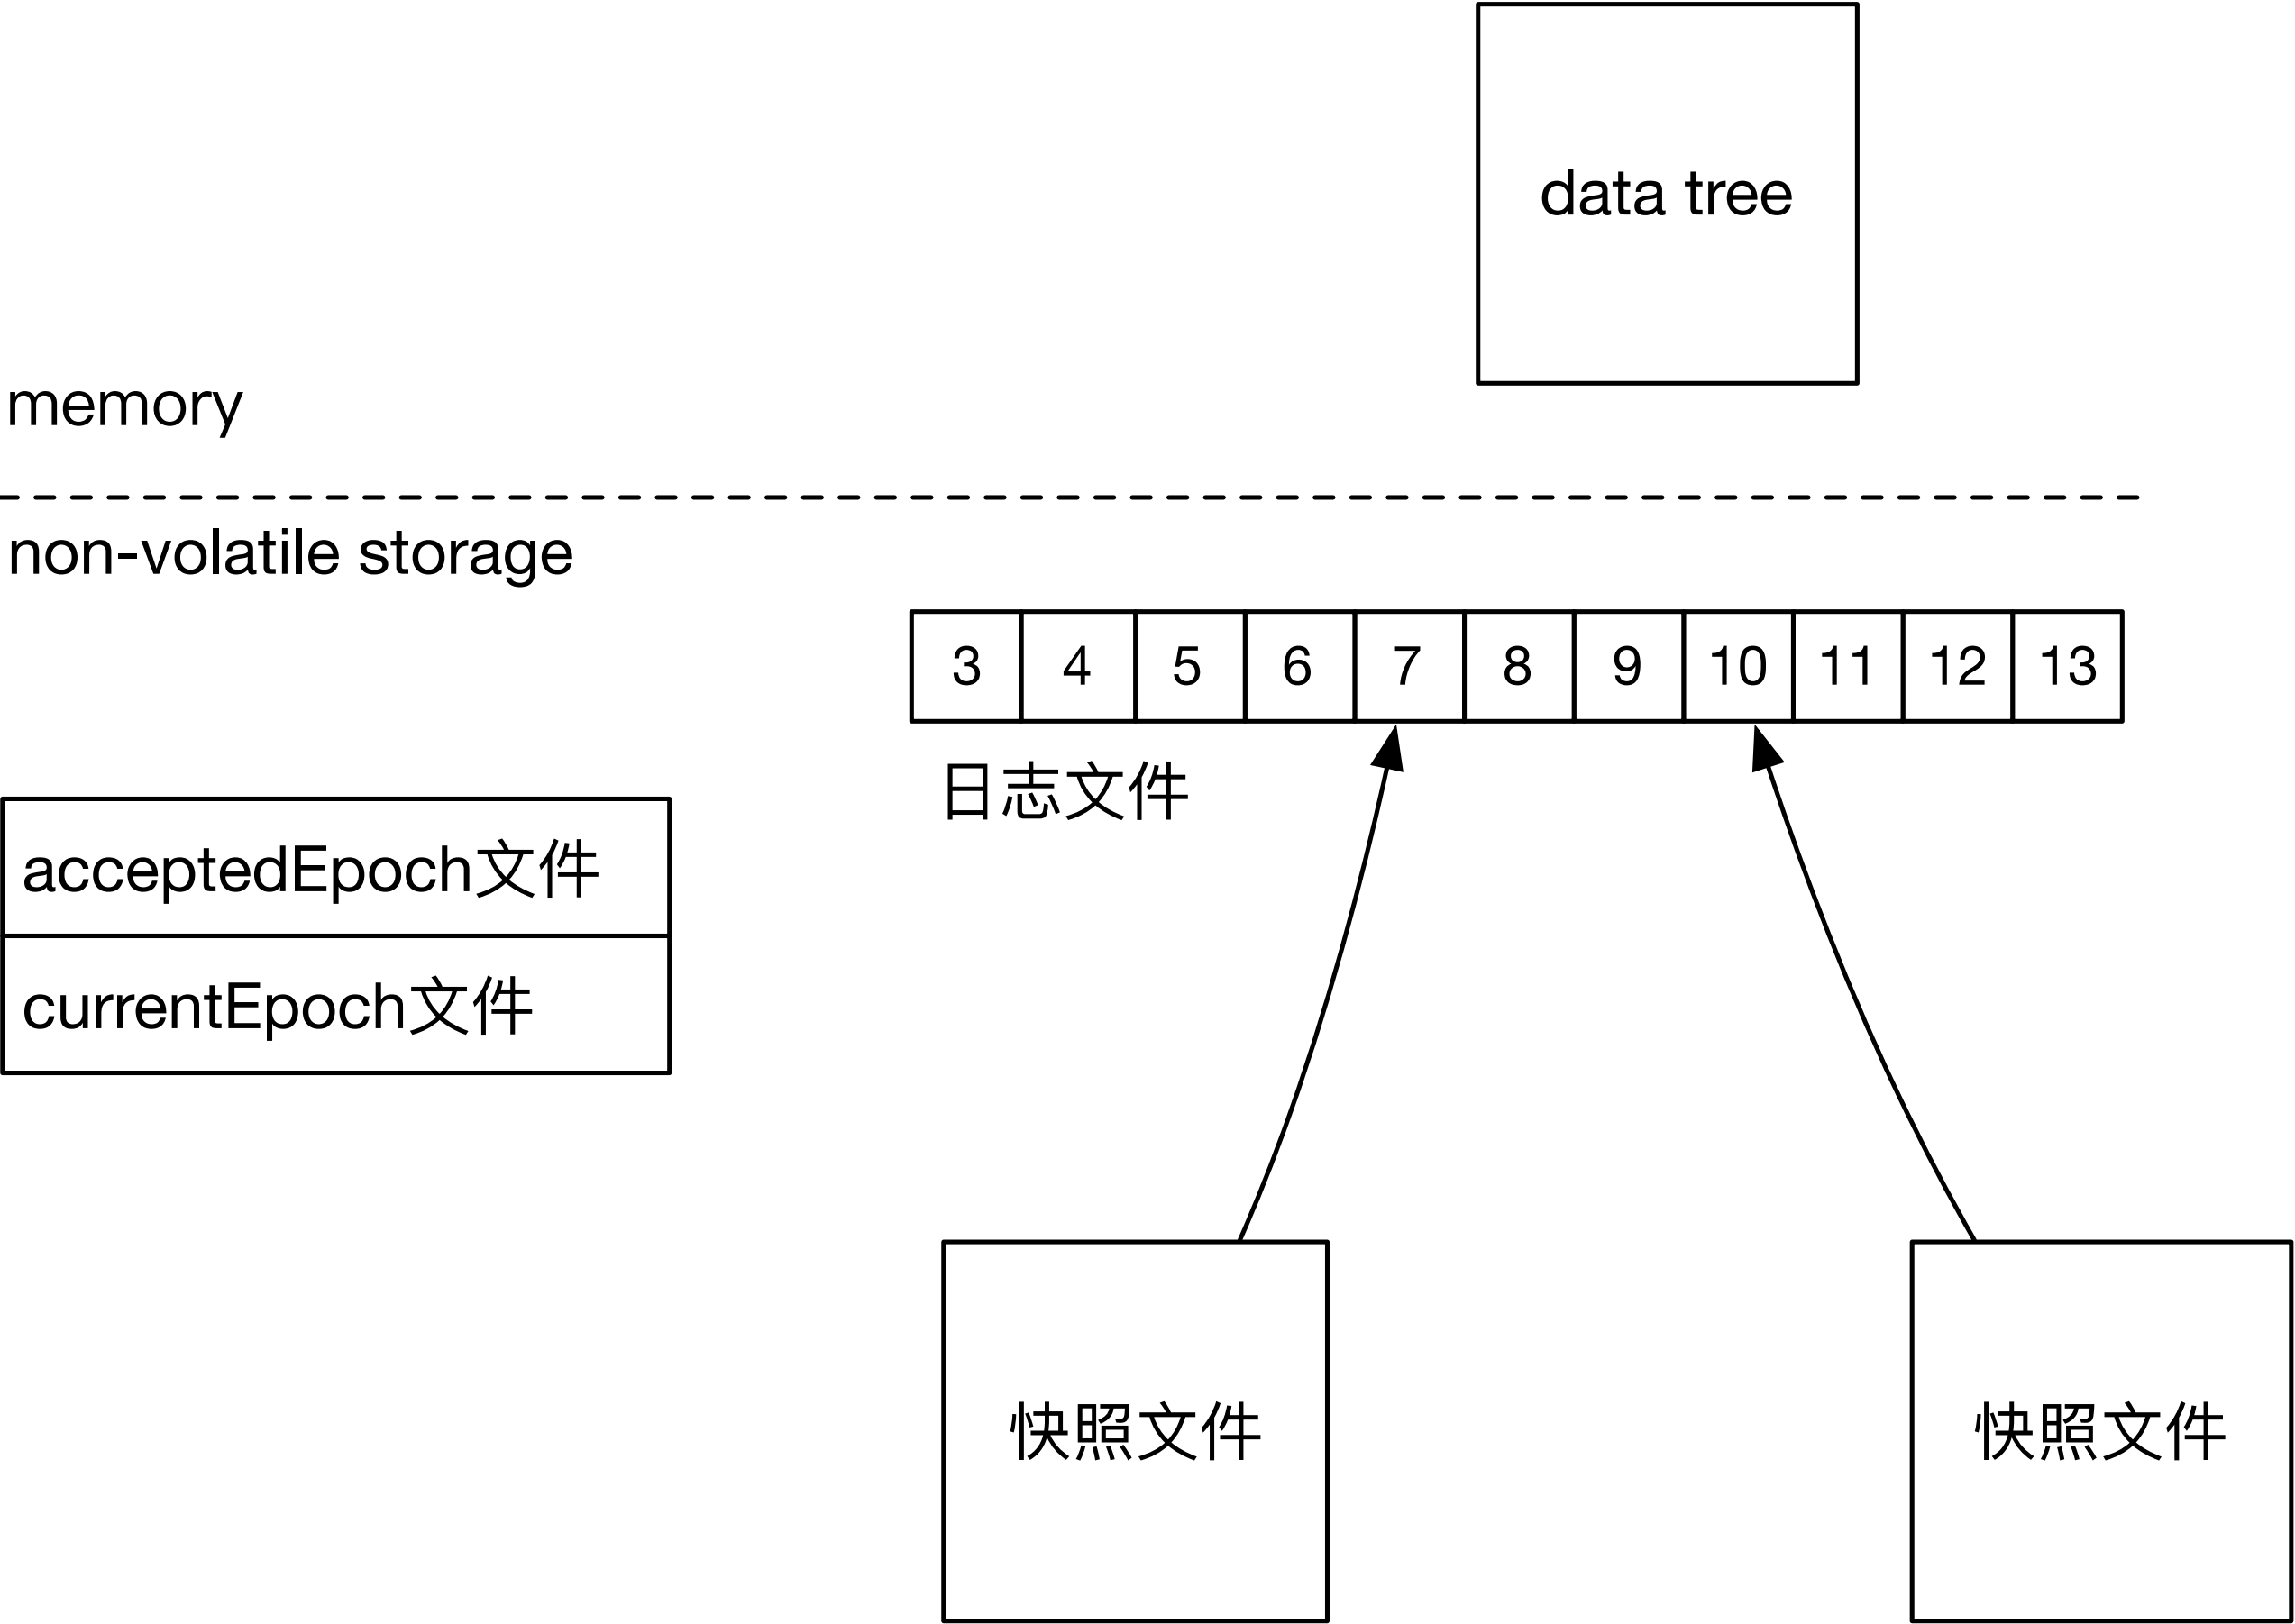 data tree
memory
non-volatile storage
3 4 5 6 7 8 9 10 11 12 13
日志文件
acceptedEpoch文件
currentEpoch文件
快照文件
快照文件